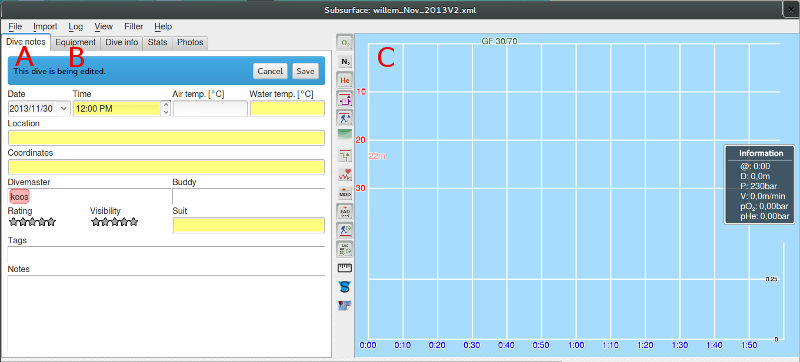 Subsurface: willem_Nov_2013V2.xml
File Import Log View Filter Help
Dive notes Equipment Dive info Stats Photos
A B C
This dive is being edited. Cancel Save
Date Time Air temp. [°C] Water temp. [°C]
2013/11/30 12:00 PM
Location
Coordinates
Divemaster Buddy
koos
Rating Visibility Suit
Tags
Notes
O₂
N₂
He
GF 30/70
10
20
22m
30
Information
@: 0:00
D: 0,0m
P: 230bar
V: 0,0m/min
pO₂: 0,00bar
pHe: 0,00bar
0.25
0
0:00 0:10 0:20 0:30 0:40 0:50 1:00 1:10 1:20 1:30 1:40 1:50